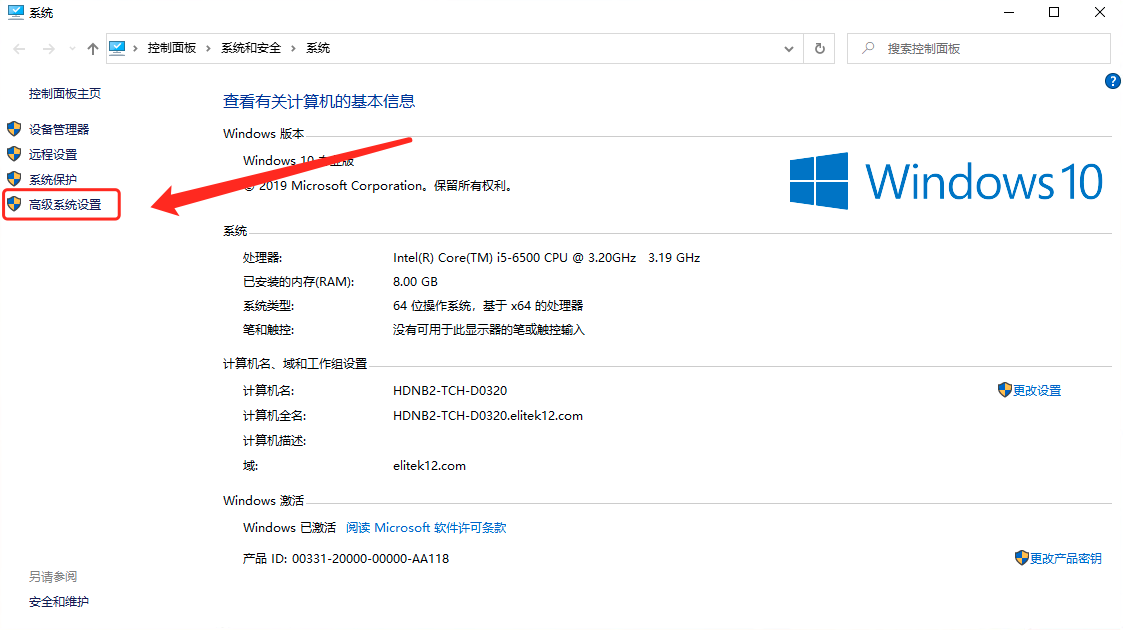 系统
控制面板 › 系统和安全 › 系统
搜索控制面板
?
控制面板主页
设备管理器
远程设置
系统保护
高级系统设置
查看有关计算机的基本信息
Windows 版本
Windows 10 专业版
© 2019 Microsoft Corporation。保留所有权利。
Windows 10
系统
处理器: Intel(R) Core(TM) i5-6500 CPU @ 3.20GHz 3.19 GHz
已安装的内存(RAM): 8.00 GB
系统类型: 64 位操作系统，基于 x64 的处理器
笔和触控: 没有可用于此显示器的笔或触控输入
计算机名、域和工作组设置
计算机名: HDNB2-TCH-D0320 更改设置
计算机全名: HDNB2-TCH-D0320.elitek12.com
计算机描述:
域: elitek12.com
Windows 激活
Windows 已激活 阅读 Microsoft 软件许可条款
产品 ID: 00331-20000-00000-AA118 更改产品密钥
另请参阅
安全和维护